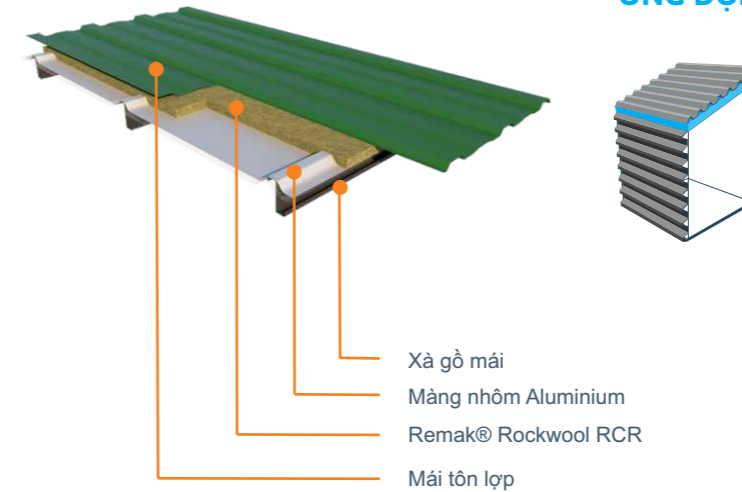 Xà gồ mái
Màng nhôm Aluminium
Remak® Rockwool RCR
Mái tôn lợp